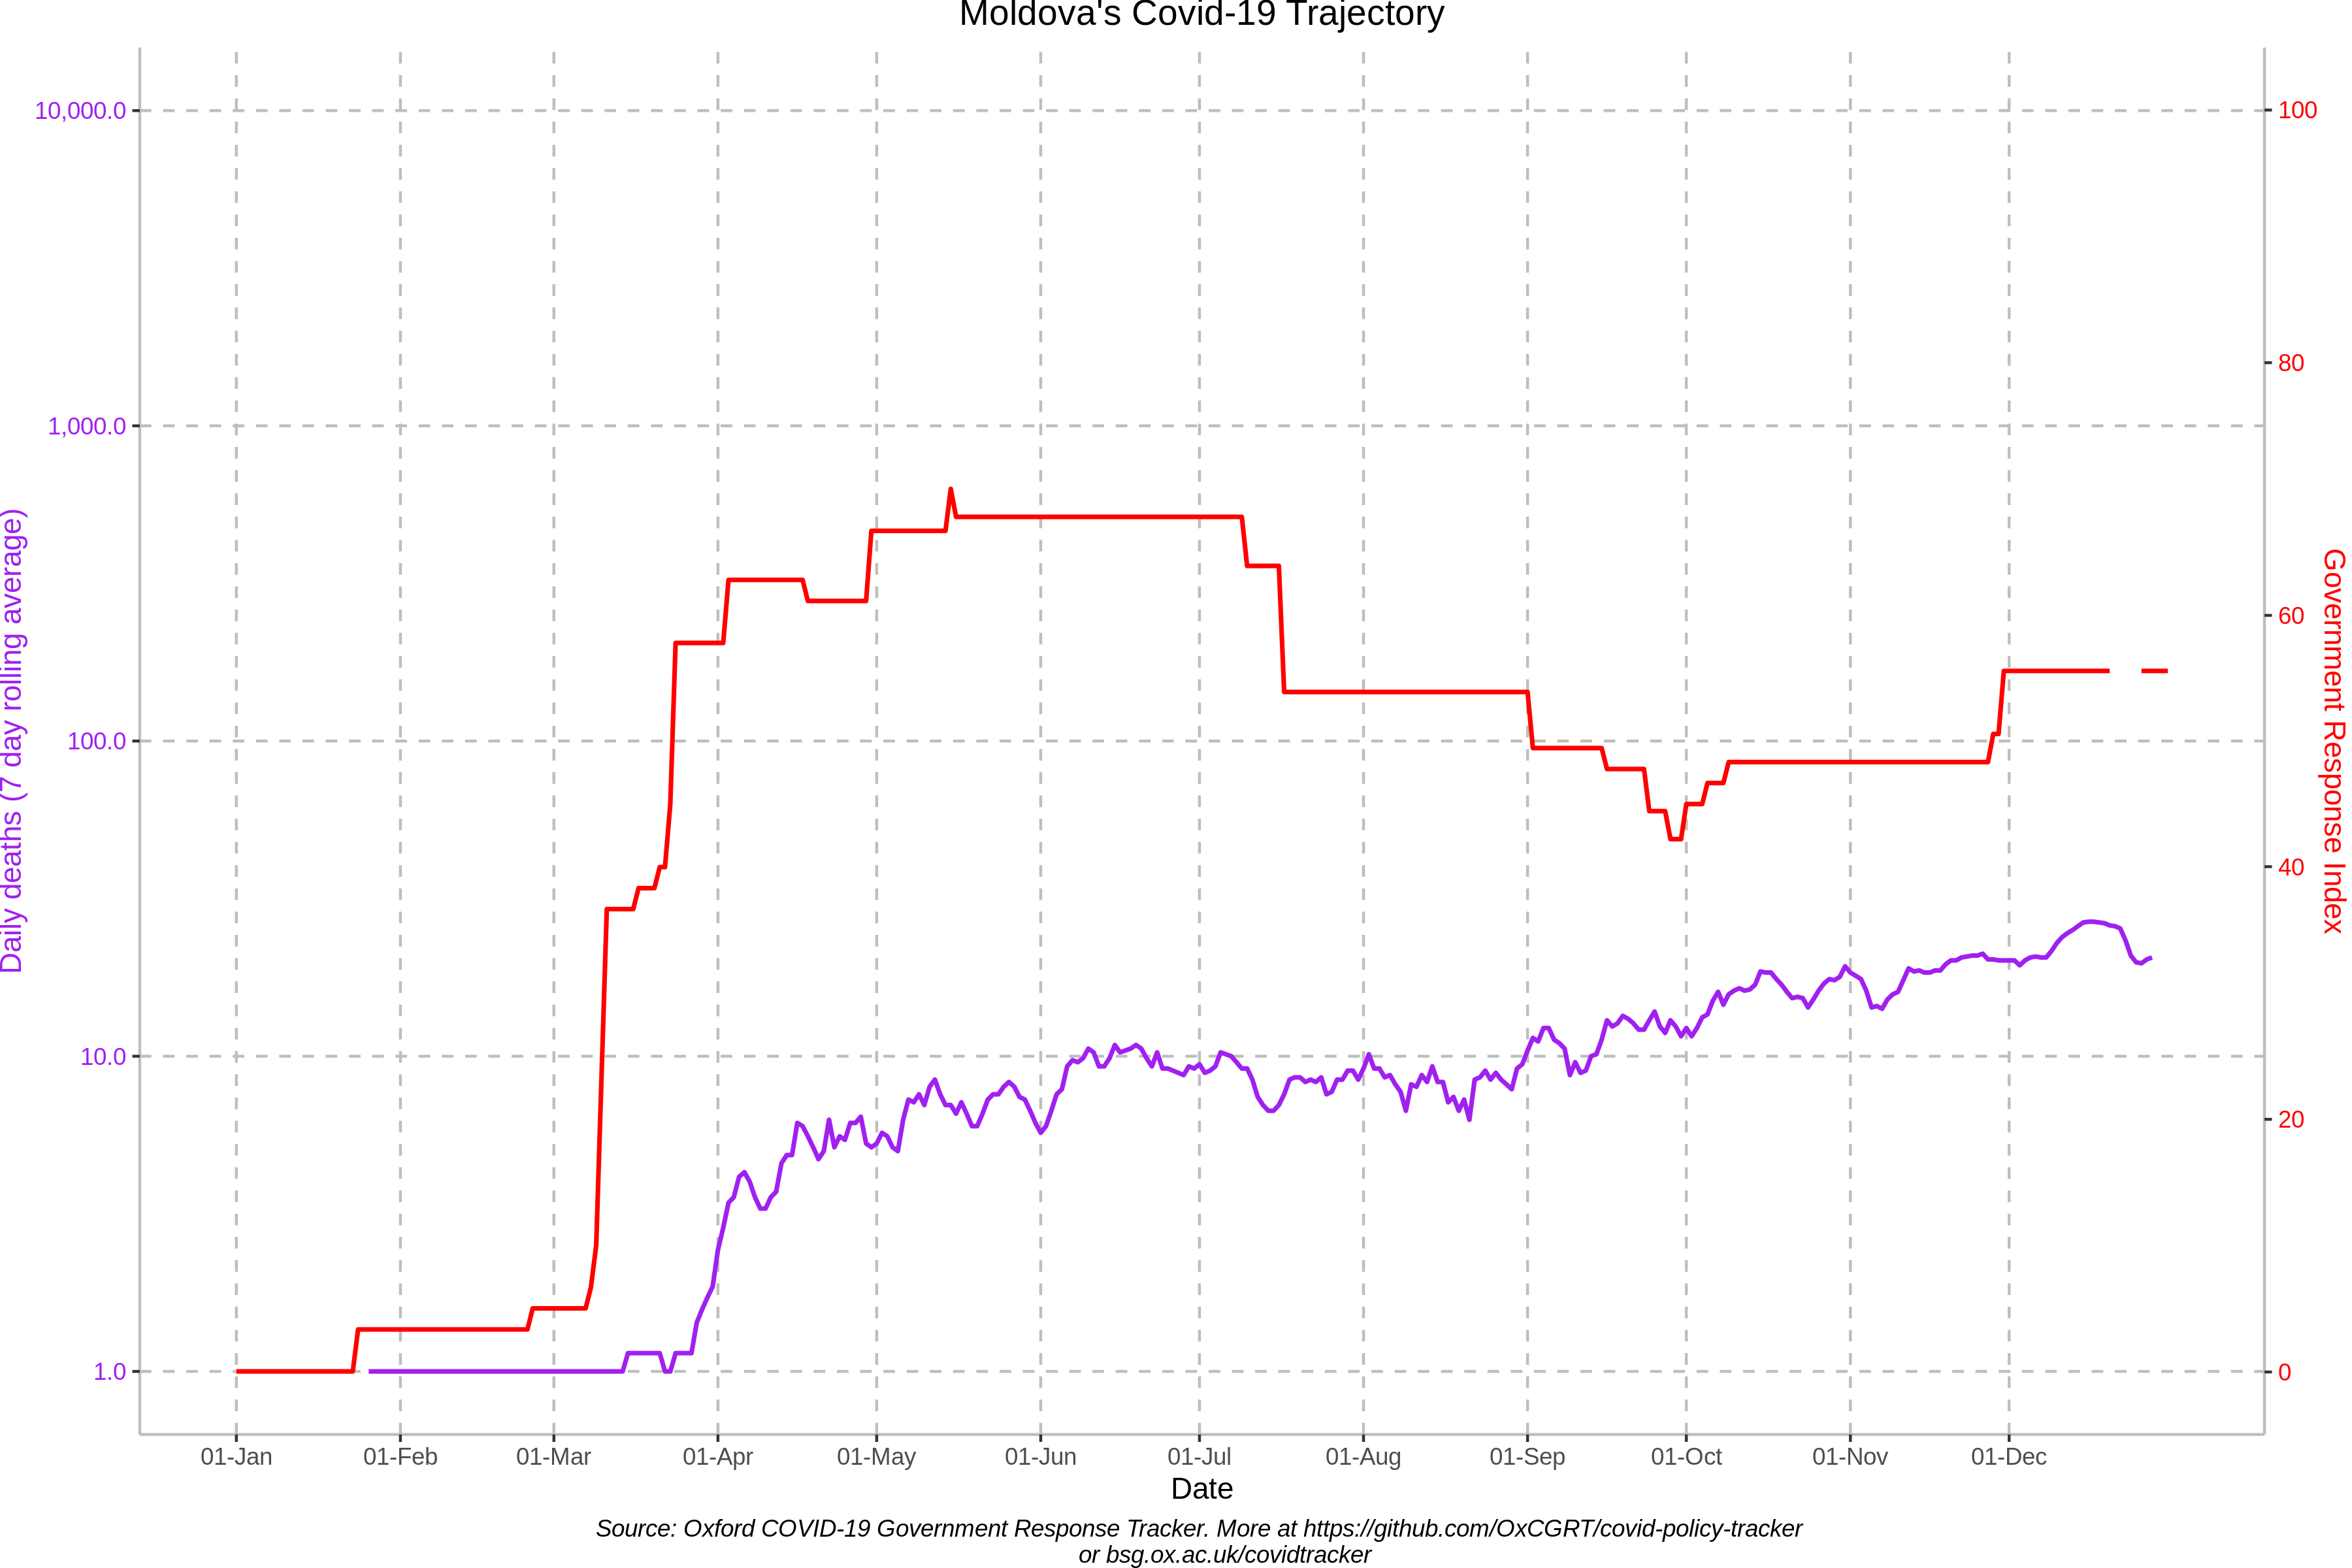 Moldova's Covid-19 Trajectory
10,000.0
1,000.0
100.0
10.0
1.0
Daily deaths (7 day rolling average)
100
80
60
40
20
0
Government Response Index
01-Jan
01-Feb
01-Mar
01-Apr
01-May
01-Jun
01-Jul
01-Aug
01-Sep
01-Oct
01-Nov
01-Dec
Date
Source: Oxford COVID-19 Government Response Tracker. More at https://github.com/OxCGRT/covid-policy-tracker
or bsg.ox.ac.uk/covidtracker